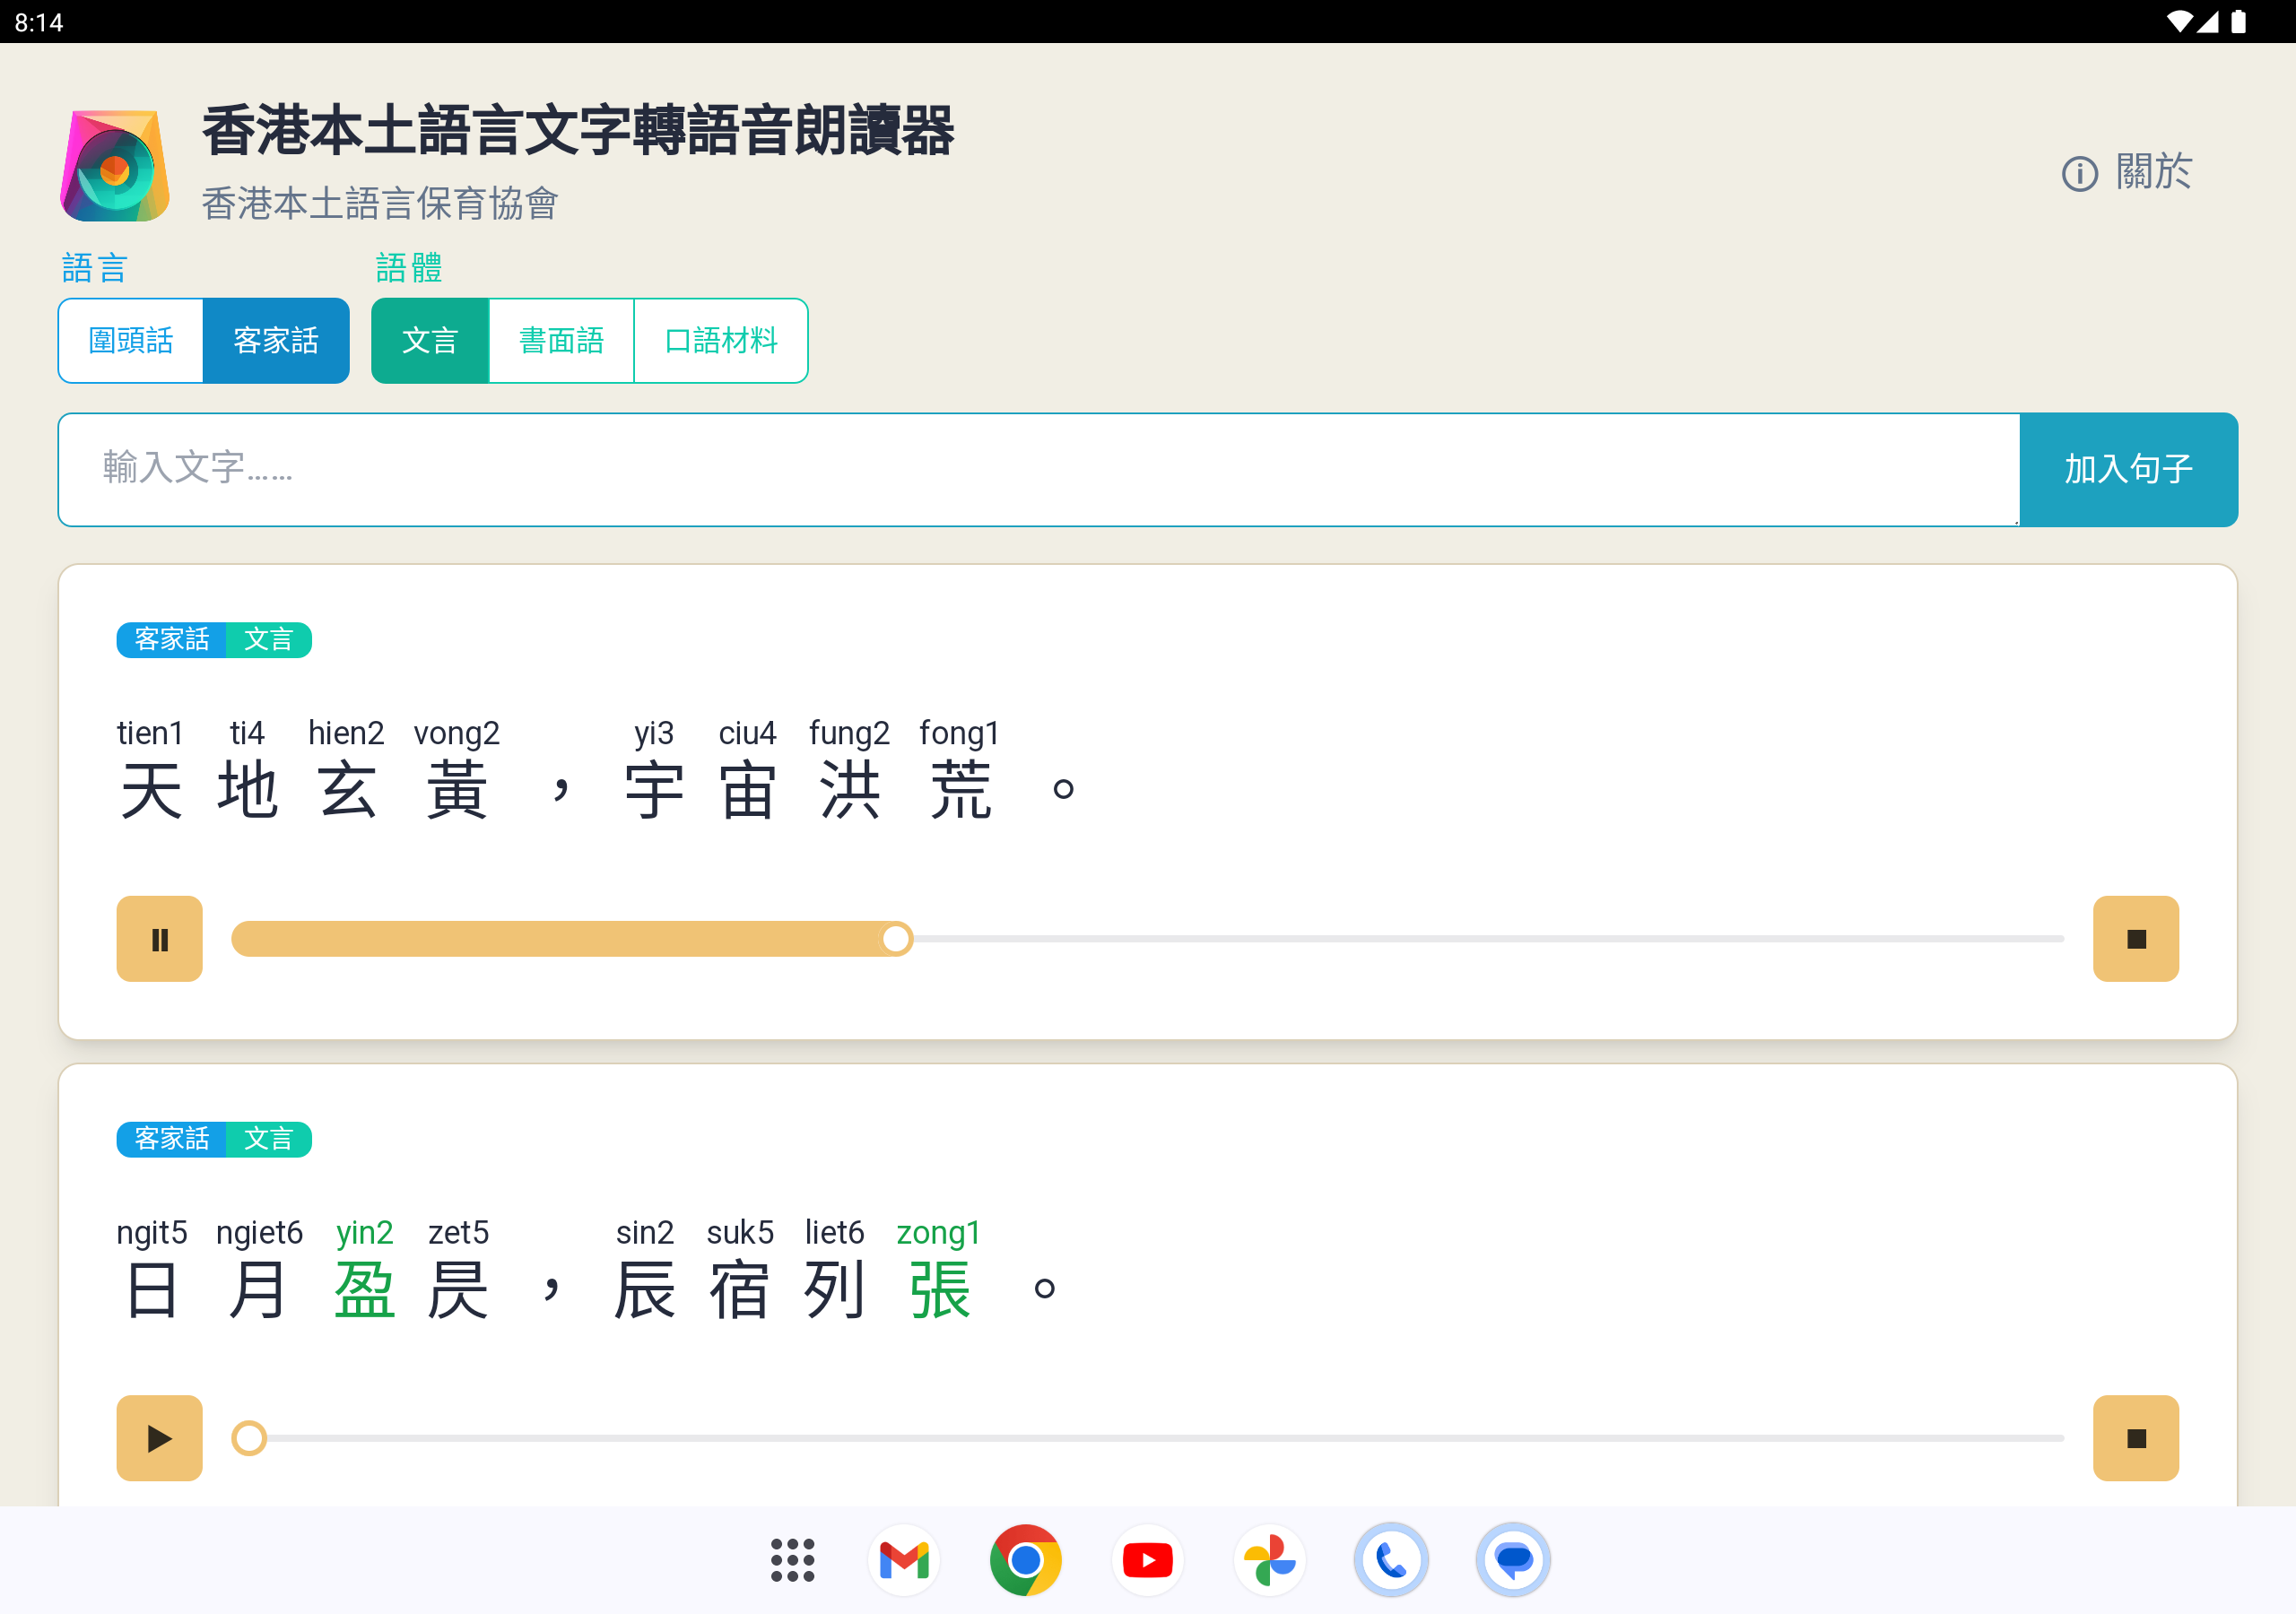 8:14
香港本土語言文字轉語音朗讀器
香港本土語言保育協會
關於
語言 語體
圍頭話 客家話 文言 書面語 口語材料
輸入文字…… 加入句子
客家話 文言
tien1 ti4 hien2 vong2 yi3 ciu4 fung2 fong1
天地玄黃，宇宙洪荒。
客家話 文言
ngit5 ngiet6 yin2 zet5 sin2 suk5 liet6 zong1
日月盈昃，辰宿列張。